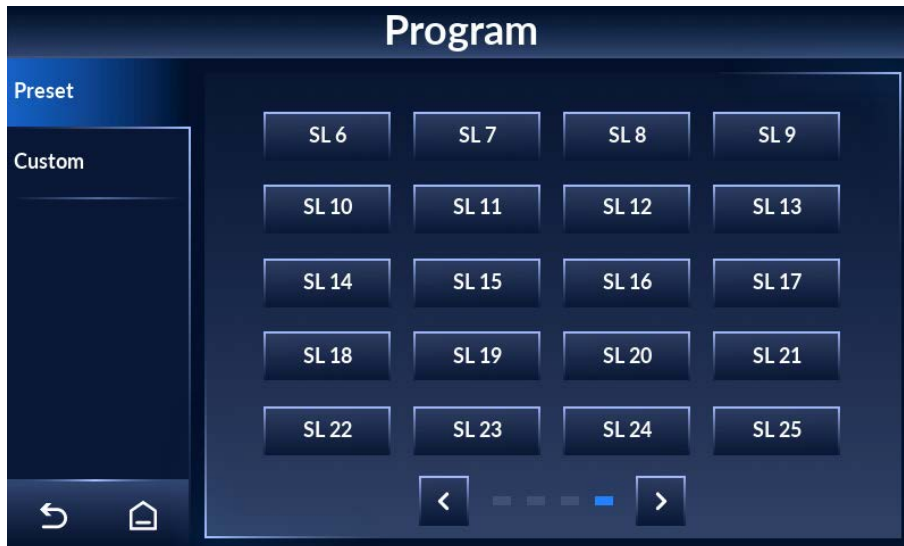 Program
Preset
Custom
SL 6 SL 7 SL 8 SL 9
SL 10 SL 11 SL 12 SL 13
SL 14 SL 15 SL 16 SL 17
SL 18 SL 19 SL 20 SL 21
SL 22 SL 23 SL 24 SL 25